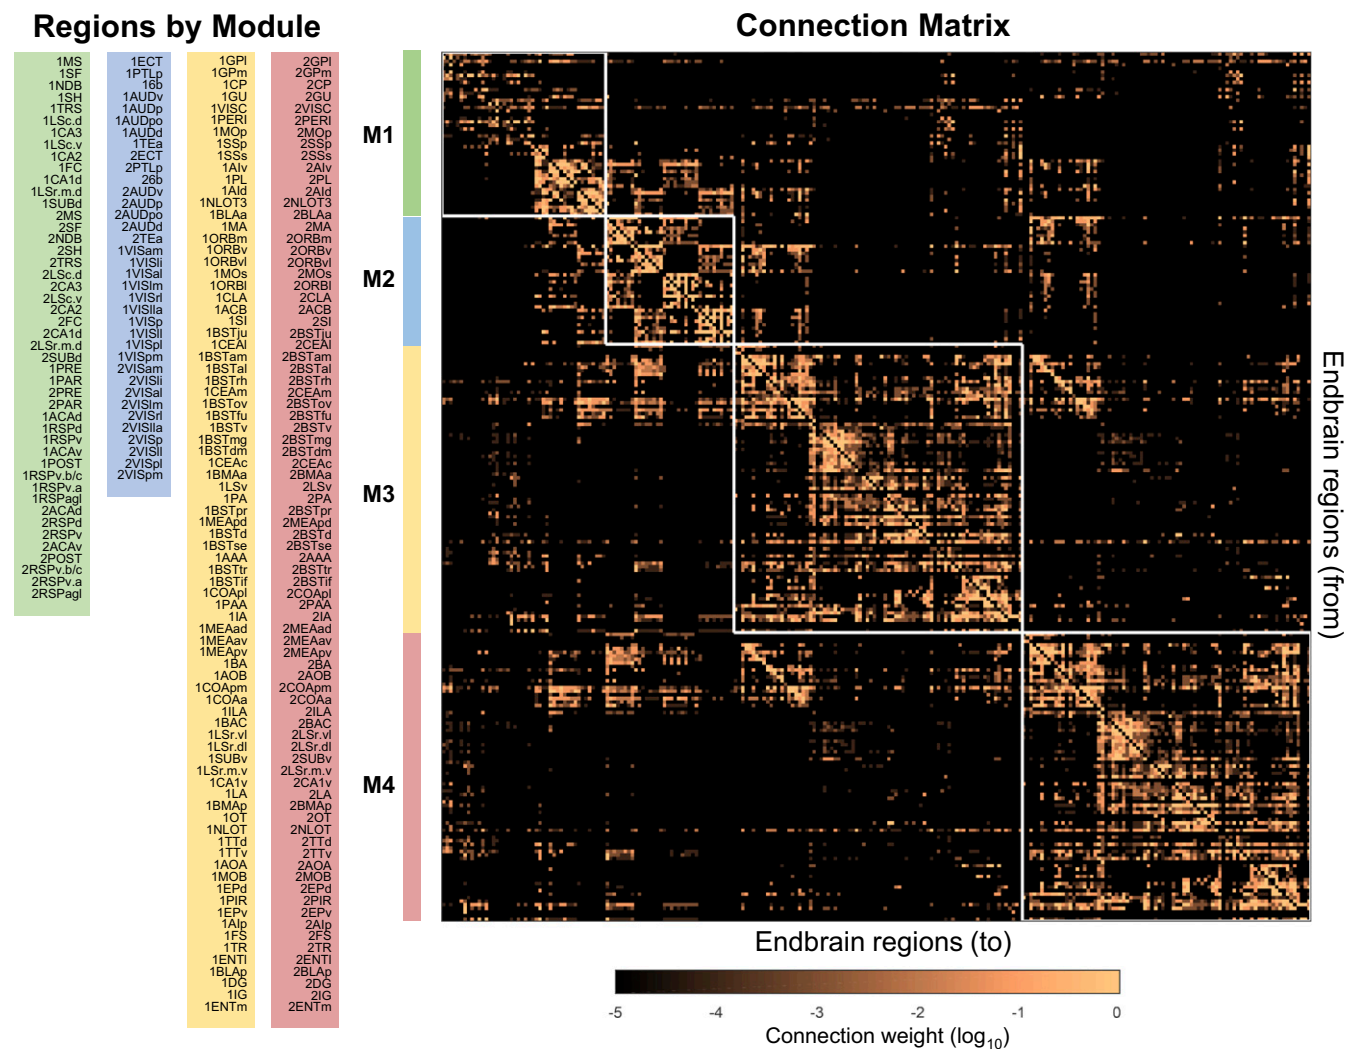 Regions by Module
Connection Matrix
1MS
1SF
1NDB
1SH
1TRS
1LSc.d
1CA3
1LSc.v
1CA2
1FC
1CA1d
1LSr.m.d
1SUBd
2MS
2SF
2NDB
2SH
2TRS
2LSc.d
2CA3
2LSc.v
2CA2
2FC
2CA1d
2LSr.m.d
2SUBd
1PRE
1PAR
2PRE
2PAR
1ACAd
1RSPd
1RSPv
1ACAv
1POST
1RSPv.b/c
1RSPv.a
1RSPagl
2ACAd
2RSPd
2RSPv
2ACAv
2POST
2RSPv.b/c
2RSPv.a
2RSPagl
1ECT
1PTLp
16b
1AUDv
1AUDp
1AUDpo
1AUDd
1TEa
2ECT
2PTLp
26b
2AUDv
2AUDp
2AUDpo
2AUDd
2TEa
1VISam
1VISli
1VISal
1VISlm
1VISrl
1VISlla
1VISp
1VISll
1VISpl
1VISpm
2VISam
2VISli
2VISal
2VISlm
2VISrl
2VISlla
2VISp
2VISll
2VISpl
2VISpm
1GPl
1GPm
1CP
1GU
1VISC
1PERI
1MOp
1SSp
1SSs
1AIv
1PL
1AId
1NLOT3
1BLAa
1MA
1ORBm
1ORBv
1ORBvl
1MOs
1ORBl
1CLA
1ACB
1SI
1BSTju
1CEAl
1BSTam
1BSTal
1BSTrh
1CEAm
1BSTov
1BSTfu
1BSTv
1BSTmg
1BSTdm
1CEAc
1BMAa
1LSv
1PA
1BSTpr
1MEApd
1BSTd
1BSTse
1AAA
1BSTtr
1BSTif
1COApl
1PAA
1IA
1MEAad
1MEAav
1MEApv
1BA
1AOB
1COApm
1COAa
1ILA
1BAC
1LSr.vl
1LSr.dl
1SUBv
1LSr.m.v
1CA1v
1LA
1BMAp
1OT
1NLOT
1TTd
1TTv
1AOA
1MOB
1EPd
1PIR
1EPv
1AIp
1FS
1TR
1ENTl
1BLAp
1DG
1IG
1ENTm
2GPl
2GPm
2CP
2GU
2VISC
2PERI
2MOp
2SSp
2SSs
2AIv
2PL
2AId
2NLOT3
2BLAa
2MA
2ORBm
2ORBv
2ORBvl
2MOs
2ORBl
2CLA
2ACB
2SI
2BSTju
2CEAl
2BSTam
2BSTal
2BSTrh
2CEAm
2BSTov
2BSTfu
2BSTv
2BSTmg
2BSTdm
2CEAc
2BMAa
2LSv
2PA
2BSTpr
2MEApd
2BSTd
2BSTse
2AAA
2BSTtr
2BSTif
2COApl
2PAA
2IA
2MEAad
2MEAav
2MEApv
2BA
2AOB
2COApm
2COAa
2ILA
2BAC
2LSr.vl
2LSr.dl
2SUBv
2LSr.m.v
2CA1v
2LA
2BMAp
2OT
2NLOT
2TTd
2TTv
2AOA
2MOB
2EPd
2PIR
2EPv
2AIp
2FS
2TR
2ENTl
2BLAp
2DG
2IG
2ENTm
M1
M2
M3
M4
Endbrain regions (from)
Endbrain regions (to)
-5 -4 -3 -2 -1 0
Connection weight (log10)